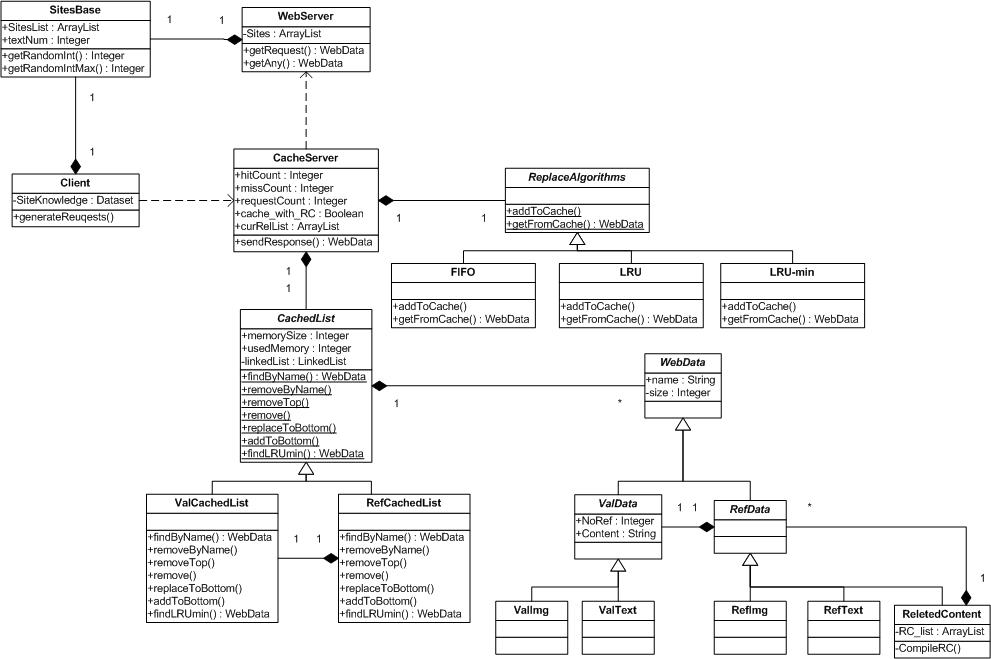 SitesBase
+SitesList : ArrayList
+textNum : Integer
+getRandomInt() : Integer
+getRandomIntMax() : Integer
1
1
WebServer
-Sites : ArrayList
+getRequest() : WebData
+getAny() : WebData
1
1
Client
-SiteKnowledge : Dataset
+generateReuqests()
CacheServer
+hitCount : Integer
+missCount : Integer
+requestCount : Integer
+cache_with_RC : Boolean
+curRelList : ArrayList
+sendResponse() : WebData
1
1
ReplaceAlgorithms
+addToCache()
+getFromCache() : WebData
FIFO
+addToCache()
+getFromCache() : WebData
LRU
+addToCache()
+getFromCache() : WebData
LRU-min
+addToCache()
+getFromCache() : WebData
1
1
CachedList
+memorySize : Integer
+usedMemory : Integer
-linkedList : LinkedList
+findByName() : WebData
+removeByName()
+removeTop()
+remove()
+replaceToBottom()
+addToBottom()
+findLRUmin() : WebData
1
*
WebData
+name : String
-size : Integer
ValCachedList
+findByName() : WebData
+removeByName()
+removeTop()
+remove()
+replaceToBottom()
+addToBottom()
+findLRUmin() : WebData
1
1
RefCachedList
+findByName() : WebData
+removeByName()
+removeTop()
+remove()
+replaceToBottom()
+addToBottom()
+findLRUmin() : WebData
ValData
+NoRef : Integer
+Content : String
1
1
RefData
*
1
ValImg
ValText
RefImg
RefText
ReletedContent
-RC_list : ArrayList
-CompileRC()